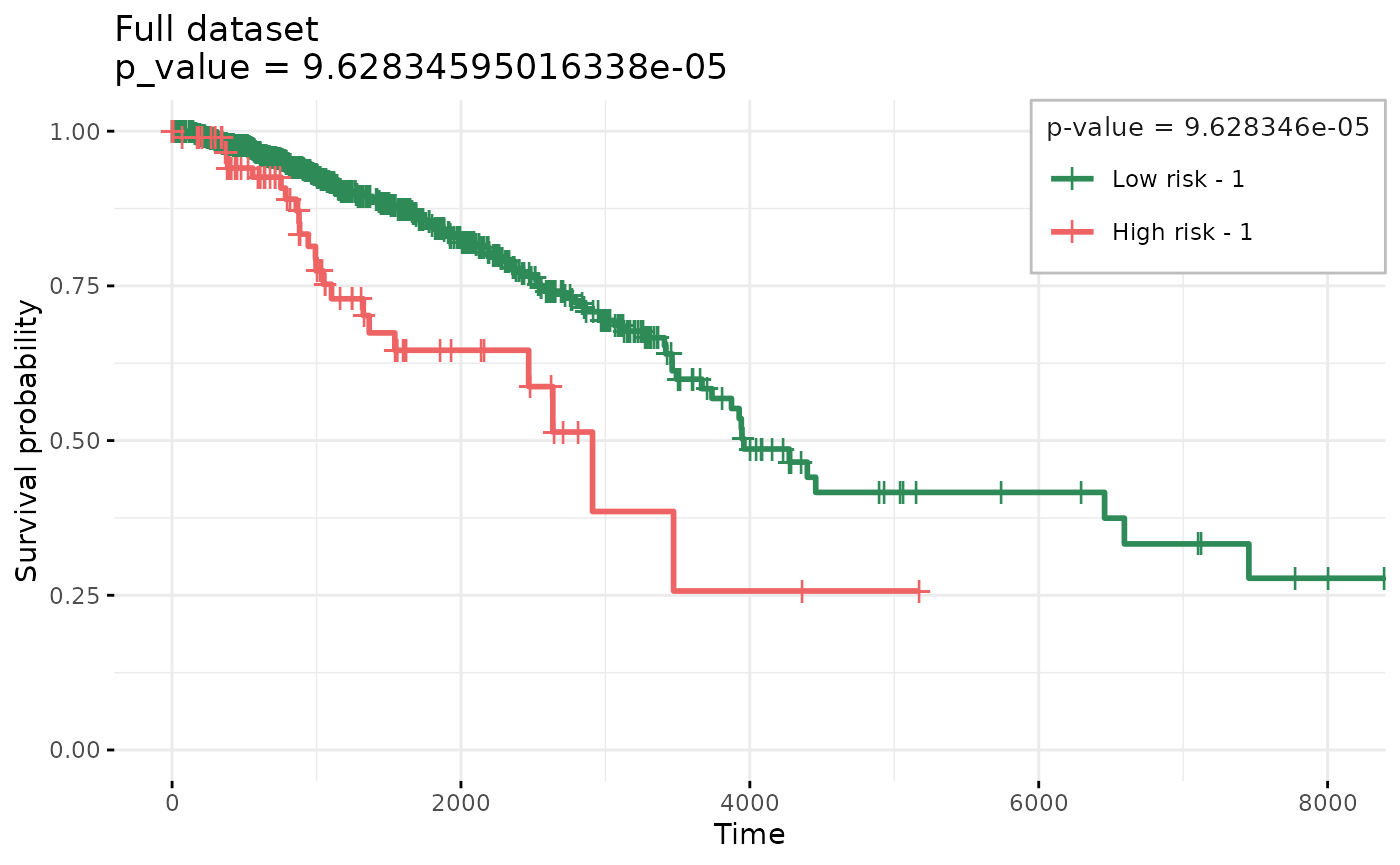 Full dataset
p_value = 9.62834595016338e-05
p-value = 9.628346e-05
Low risk - 1
High risk - 1
Survival probability
1.00
0.75
0.50
0.25
0.00
0 2000 4000 6000 8000
Time